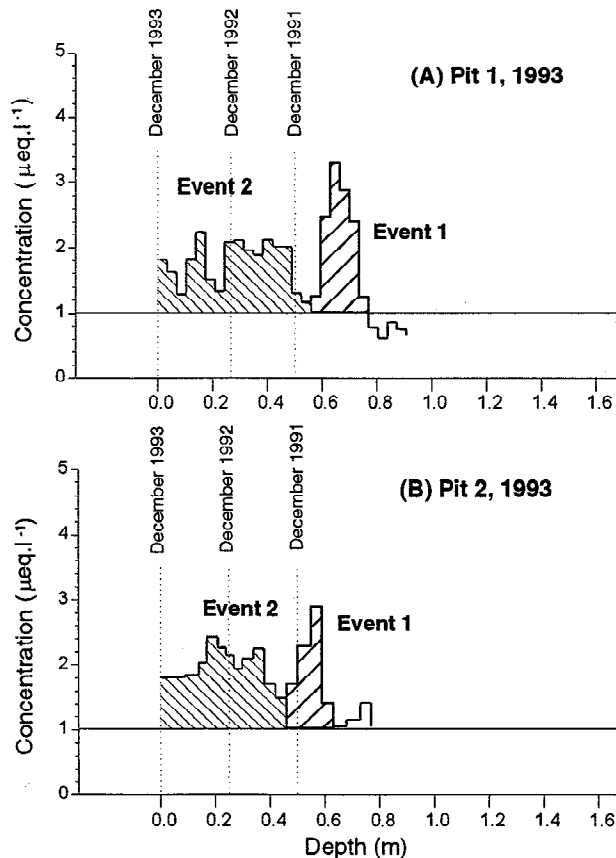 December 1993
December 1992
December 1991
(A) Pit 1, 1993
Event 2
Event 1
Concentration (μeq.l⁻¹)
5
4
3
2
1
0
0.0 0.2 0.4 0.6 0.8 1.0 1.2 1.4 1.6
December 1993
December 1992
December 1991
(B) Pit 2, 1993
Event 2
Event 1
Concentration (μeq.l⁻¹)
5
4
3
2
1
0
0.0 0.2 0.4 0.6 0.8 1.0 1.2 1.4 1.6
Depth (m)